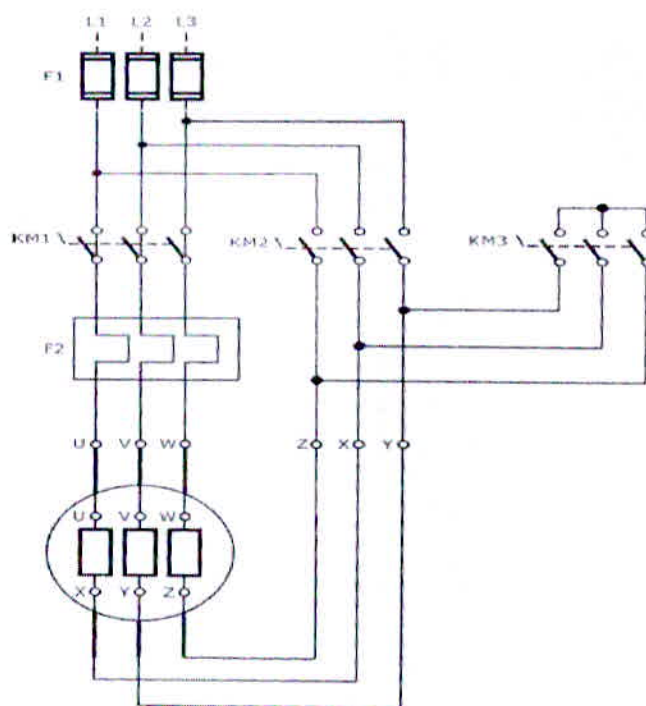 L1 L2 L3
F1
KM1 KM2 KM3
F2
U V W Z X Y
U V W
X Y Z